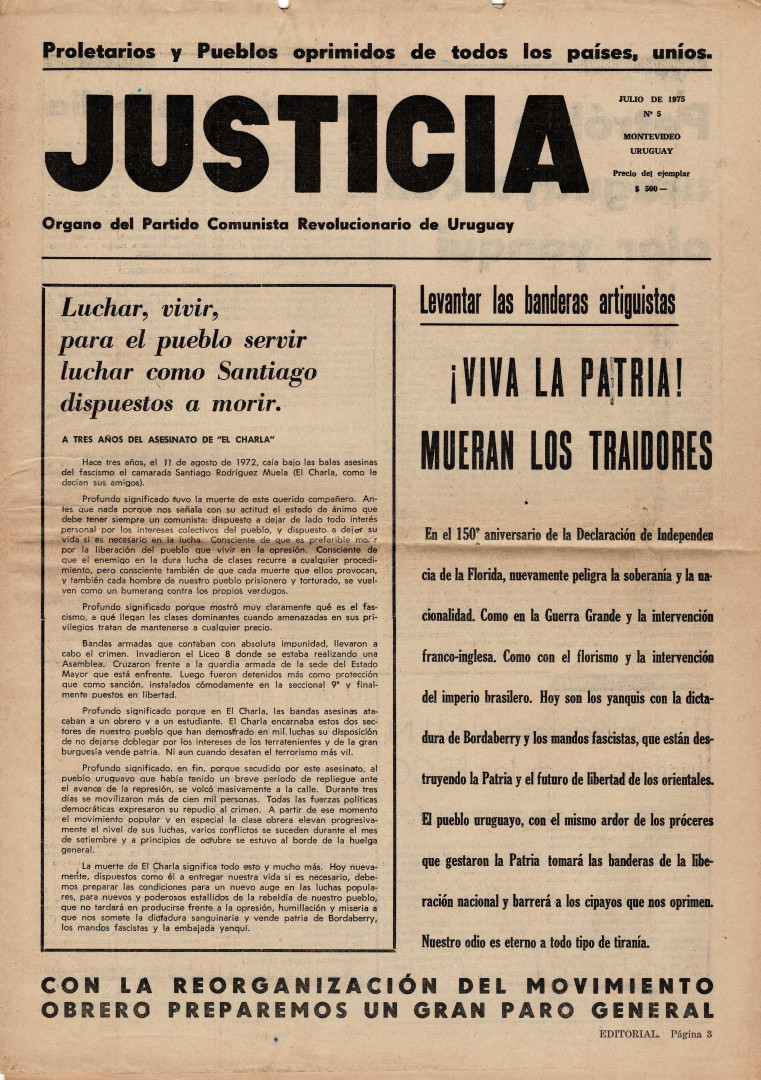 Proletarios y Pueblos oprimidos de todos los países, uníos.
JUSTICIA
JULIO DE 1975
Nº 5
MONTEVIDEO
URUGUAY
Precio del ejemplar
$ 500—
Organo del Partido Comunista Revolucionario de Uruguay
Luchar, vivir,
para el pueblo servir
luchar como Santiago
dispuestos a morir.
A TRES AÑOS DEL ASESINATO DE "EL CHARLA"
Hace tres años, el 11 de agosto de 1972, caía bajo las balas asesinas
del fascismo el camarada Santiago Rodríguez Muela (El Charla, como le
decían sus amigos).
Profundo significado tuvo la muerte de este querido compañero. An-
tes que nada porque nos señala con su actitud el estado de ánimo que
debe tener siempre un comunista: dispuesto a dejar de lado todo interés
personal por los intereses colectivos del pueblo, y dispuesto a dejar su
vida si es necesario en la lucha. Consciente de que es preferible morir
por la liberación del pueblo que vivir en la opresión. Consciente de
que el enemigo en la dura lucha de clases recurre a cualquier procedi-
miento, pero consciente también de que cada muerte que ellos provocan,
y también cada hombre de nuestro pueblo prisionero y torturado, se vuel-
ven como un bumerang contra los propios verdugos.
Profundo significado porque mostró muy claramente qué es el fas-
cismo, a qué llegan las clases dominantes cuando amenazadas en sus pri-
vilegios tratan de mantenerse a cualquier precio.
Bandas armadas que contaban con absoluta impunidad, llevaron a
cabo el crimen. Invadieron el Liceo 8 donde se estaba realizando una
Asamblea. Cruzaron frente a la guardia armada de la sede del Estado
Mayor que está enfrente. Luego fueron detenidos más como protección
que como sanción, instalados cómodamente en la seccional 9ª y final-
mente puestos en libertad.
Profundo significado porque en El Charla, las bandas asesinas ata-
caban a un obrero y a un estudiante. El Charla encarnaba estos dos sec-
tores de nuestro pueblo que han demostrado en mil luchas su disposición
de no dejarse doblegar por los intereses de los terratenientes y de la gran
burguesía vende patria. Ni aun cuando desatan el terrorismo más vil.
Profundo significado, en fin, porque sacudido por este asesinato, al
pueblo uruguayo que había tenido un breve período de repliegue ante
el avance de la represión, se volcó masivamente a la calle. Durante tres
días se movilizaron más de cien mil personas. Todas las fuerzas políticas
democráticas expresaron su repudio al crimen. A partir de ese momento
el movimiento popular y en especial la clase obrera elevan progresiva-
mente el nivel de sus luchas, varios conflictos se suceden durante el mes
de setiembre y a principios de octubre se estuvo al borde de la huelga
general.
La muerte de El Charla significa todo esto y mucho más. Hoy nueva-
mente, dispuestos como él a entregar nuestra vida si es necesario, debe-
mos preparar las condiciones para un nuevo auge en las luchas popula-
res, para nuevos y poderosos estallidos de la rebeldía de nuestro pueblo,
que no tardará en producirse frente a la opresión, humillación y miseria a
que nos somete la dictadura sanguinaria y vende patria de Bordaberry,
los mandos fascistas y la embajada yanqui.
Levantar las banderas artiguistas
¡VIVA LA PATRIA!
MUERAN LOS TRAIDORES
En el 150º aniversario de la Declaración de Independen
cia de la Florida, nuevamente peligra la soberanía y la na-
cionalidad. Como en la Guerra Grande y la intervención
franco-inglesa. Como con el florismo y la intervención
del imperio brasilero. Hoy son los yanquis con la dicta-
dura de Bordaberry y los mandos fascistas, que están des-
truyendo la Patria y el futuro de libertad de los orientales.
El pueblo uruguayo, con el mismo ardor de los próceres
que gestaron la Patria tomará las banderas de la libe-
ración nacional y barrerá a los cipayos que nos oprimen.
Nuestro odio es eterno a todo tipo de tiranía.
CON LA REORGANIZACIÓN DEL MOVIMIENTO
OBRERO PREPAREMOS UN GRAN PARO GENERAL
EDITORIAL. Página 3